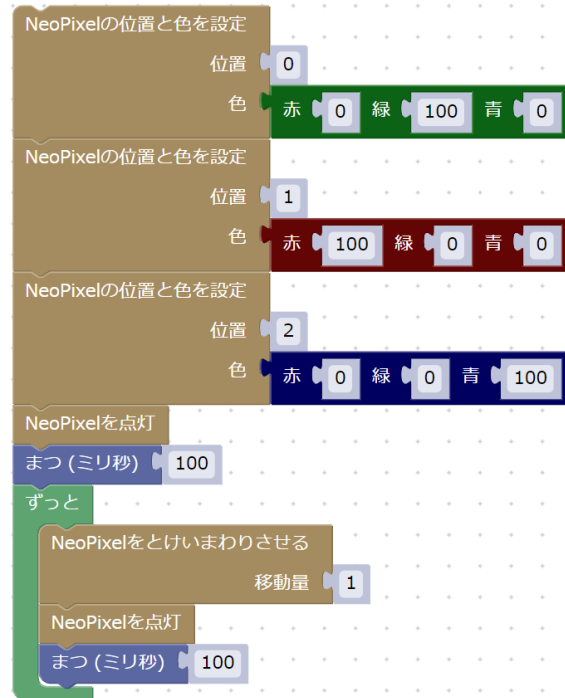 NeoPixelの位置と色を設定
位置 0
色 赤 0 緑 100 青 0
NeoPixelの位置と色を設定
位置 1
色 赤 100 緑 0 青 0
NeoPixelの位置と色を設定
位置 2
色 赤 0 緑 0 青 100
NeoPixelを点灯
まつ (ミリ秒) 100
ずっと
NeoPixelをとけいまわりさせる
移動量 1
NeoPixelを点灯
まつ (ミリ秒) 100